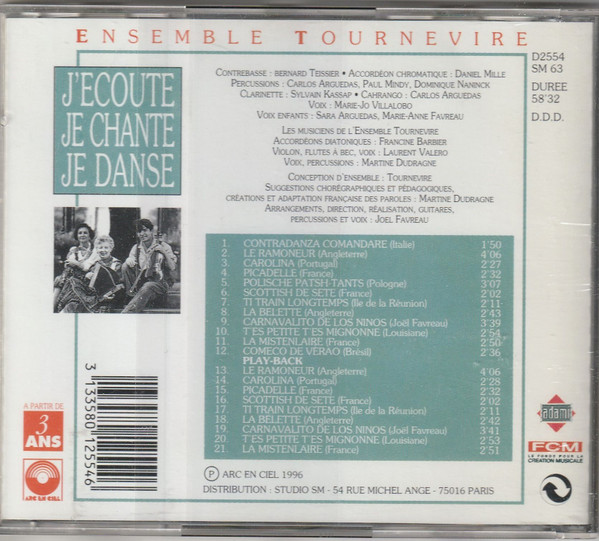 ENSEMBLE TOURNEVIRE
D2554
SM 63
DUREE
58'32
D.D.D.
J'ECOUTE
JE CHANTE
JE DANSE
CONTREBASSE : BERNARD TEISSIER • ACCORDÉON CHROMATIQUE : DANIEL MILLE
PERCUSSIONS : CARLOS ARGUEDAS, PAUL MINDY, DOMINIQUE NANINCK
CLARINETTE : SYLVAIN KASSAP • CAHRANGO : CARLOS ARGUEDAS
VOIX : MARIE-JO VILLALOBO
VOIX ENFANTS : SARA ARGUEDAS, MARIE-ANNE FAVREAU
LES MUSICIENS DE L'ENSEMBLE TOURNEVIRE
ACCORDÉONS DIATONIQUES : FRANCINE BARBIER
VIOLON, FLUTES À BEC, VOIX : LAURENT VALERO
VOIX, PERCUSSIONS : MARTINE DUDRAGNE
CONCEPTION D'ENSEMBLE : TOURNEVIRE
SUGGESTIONS CHORÉGRAPHIQUES ET PÉDAGOGIQUES,
CRÉATIONS ET ADAPTATION FRANÇAISE DES PAROLES : MARTINE DUDRAGNE
ARRANGEMENTS, DIRECTION, RÉALISATION, GUITARES,
PERCUSSIONS ET VOIX : JOEL FAVREAU
1. CONTRADANZA COMANDARE (Italie) 1'50
2. LE RAMONEUR (Angleterre) 4'06
3. CAROLINA (Portugal) 2'27
4. PICADELLE (France) 2'32
5. POLISCHE PATSH-TANTS (Pologne) 3'07
6. SCOTTISH DE SETE (France) 2'02
7. TI TRAIN LONGTEMPS (Ile de la Réunion) 2'11
8. LA BELETTE (Angleterre) 2'43
9. CARNAVALITO DE LOS NINOS (Joël Favreau) 3'39
10. T'ES PETITE T'ES MIGNONNE (Louisiane) 2'54
11. LA MISTENLAIRE (France) 2'50
12. COMECO DE VERAO (Brésil) 2'36
PLAY-BACK
13. LE RAMONEUR (Angleterre) 4'06
14. CAROLINA (Portugal) 2'28
15. PICADELLE (France) 2'32
16. SCOTTISH DE SETE (France) 2'02
17. TI TRAIN LONGTEMPS (Ile de la Réunion) 2'11
18. LA BELETTE (Angleterre) 2'42
19. CARNAVALITO DE LOS NINOS (Joël Favreau) 3'41
20. T'ES PETITE T'ES MIGNONNE (Louisiane) 2'53
21. LA MISTENLAIRE (France) 2'51
3 133580 125546
A PARTIR DE
3
ANS
ARC EN CIEL
adami
FCM
LE FONDS POUR LA
CREATION MUSICALE
P ARC EN CIEL 1996
DISTRIBUTION : STUDIO SM - 54 RUE MICHEL ANGE - 75016 PARIS